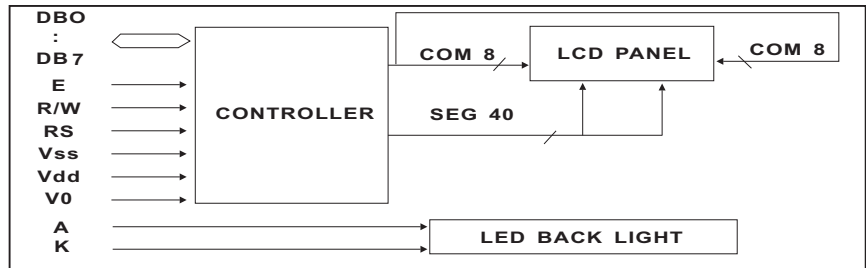 DBO
:
DB7
E
R/W
RS
Vss
Vdd
V0
A
K
CONTROLLER
COM 8
SEG 40
LCD PANEL
COM 8
LED BACK LIGHT